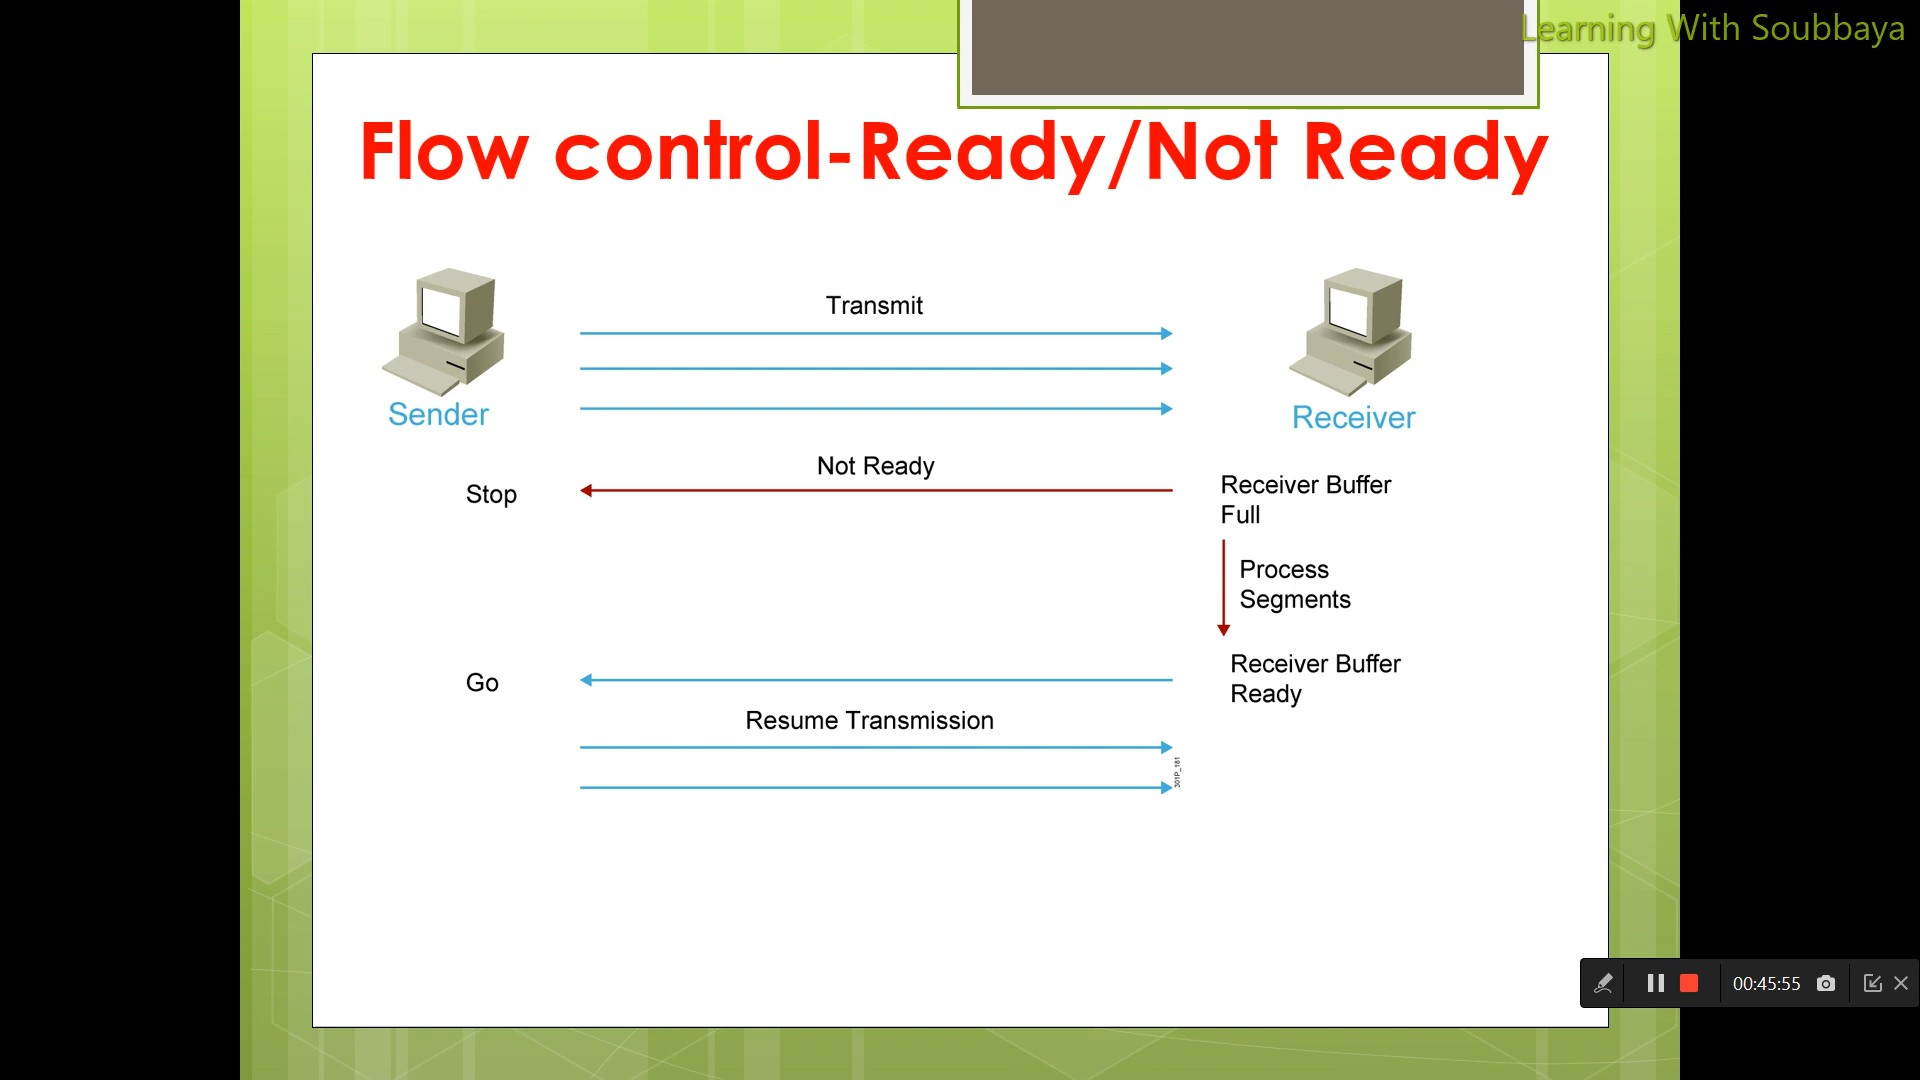 Learning With Soubbaya
Flow control-Ready/Not Ready
Transmit
Sender
Receiver
Not Ready
Stop
Receiver Buffer
Full
Process
Segments
Receiver Buffer
Ready
Go
Resume Transmission
301P_181
00:45:55